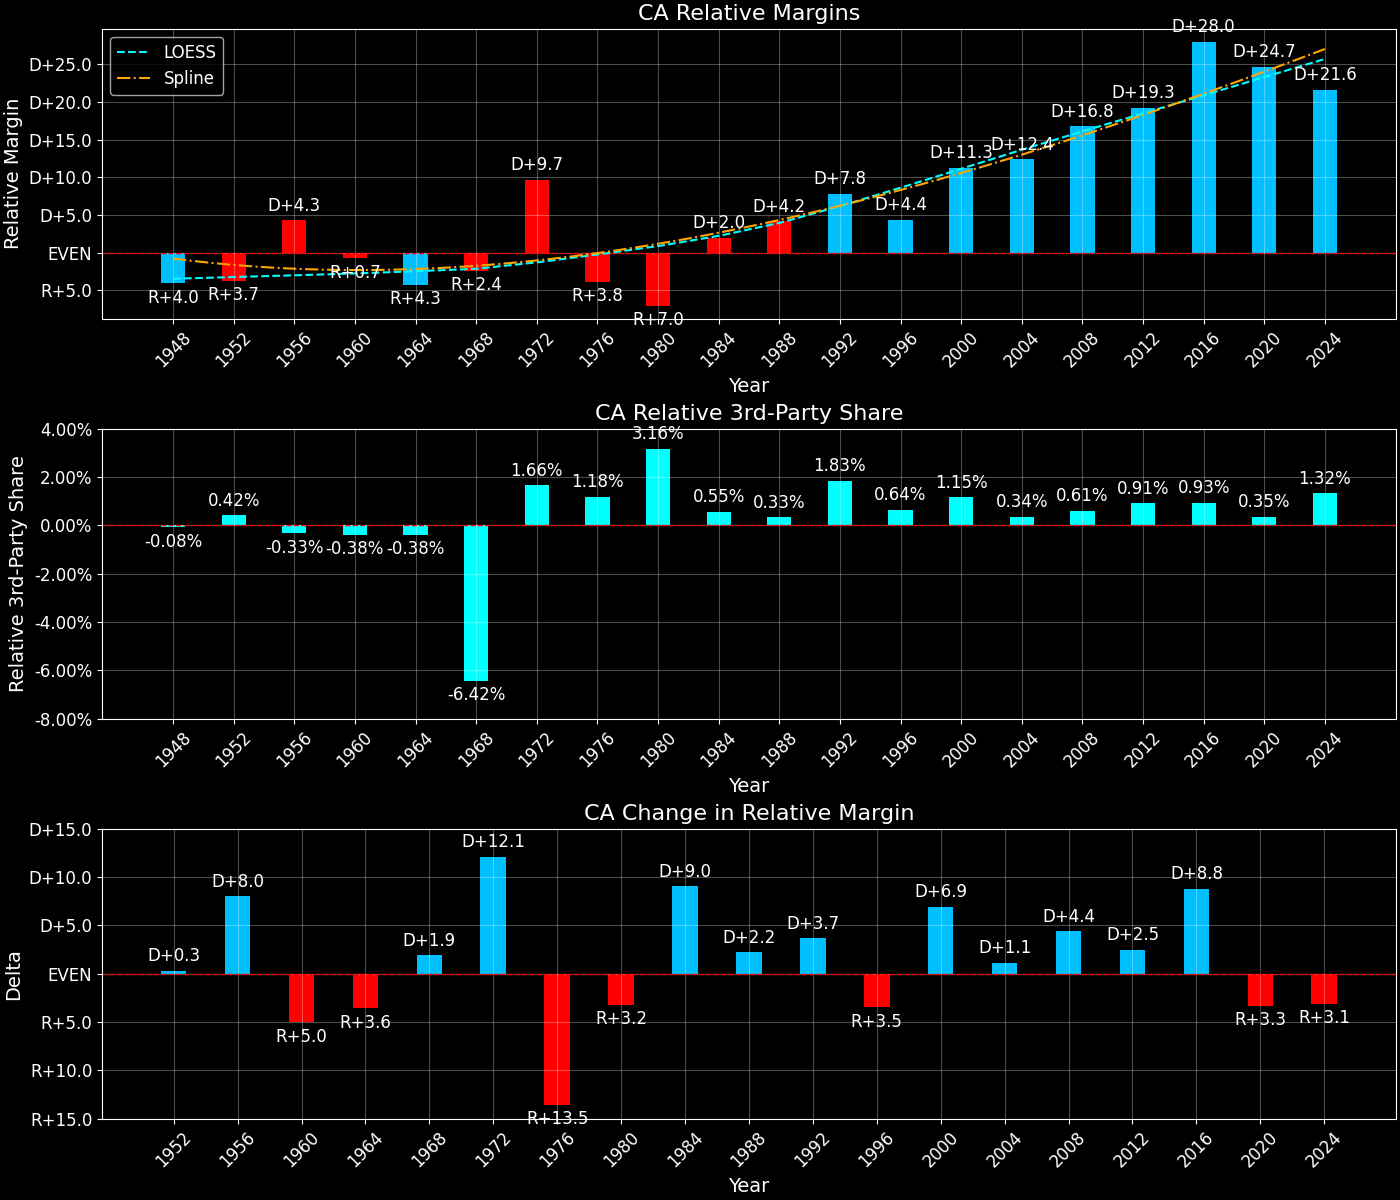 CA Relative Margins
LOESS
Spline
Relative Margin
D+25.0
D+20.0
D+15.0
D+10.0
D+5.0
EVEN
R+5.0
R+4.0
R+3.7
D+4.3
R+0.7
R+4.3
R+2.4
D+9.7
R+3.8
R+7.0
D+2.0
D+4.2
D+7.8
D+4.4
D+11.3
D+12.4
D+16.8
D+19.3
D+28.0
D+24.7
D+21.6
1948 1952 1956 1960 1964 1968 1972 1976 1980 1984 1988 1992 1996 2000 2004 2008 2012 2016 2020 2024
Year
CA Relative 3rd-Party Share
Relative 3rd-Party Share
4.00%
2.00%
0.00%
-2.00%
-4.00%
-6.00%
-8.00%
-0.08%
0.42%
-0.33%
-0.38%
-0.38%
-6.42%
1.66%
1.18%
3.16%
0.55%
0.33%
1.83%
0.64%
1.15%
0.34%
0.61%
0.91%
0.93%
0.35%
1.32%
1948 1952 1956 1960 1964 1968 1972 1976 1980 1984 1988 1992 1996 2000 2004 2008 2012 2016 2020 2024
Year
CA Change in Relative Margin
Delta
D+15.0
D+10.0
D+5.0
EVEN
R+5.0
R+10.0
R+15.0
D+0.3
D+8.0
R+5.0
R+3.6
D+1.9
D+12.1
R+13.5
R+3.2
D+9.0
D+2.2
D+3.7
R+3.5
D+6.9
D+1.1
D+4.4
D+2.5
D+8.8
R+3.3
R+3.1
1952 1956 1960 1964 1968 1972 1976 1980 1984 1988 1992 1996 2000 2004 2008 2012 2016 2020 2024
Year